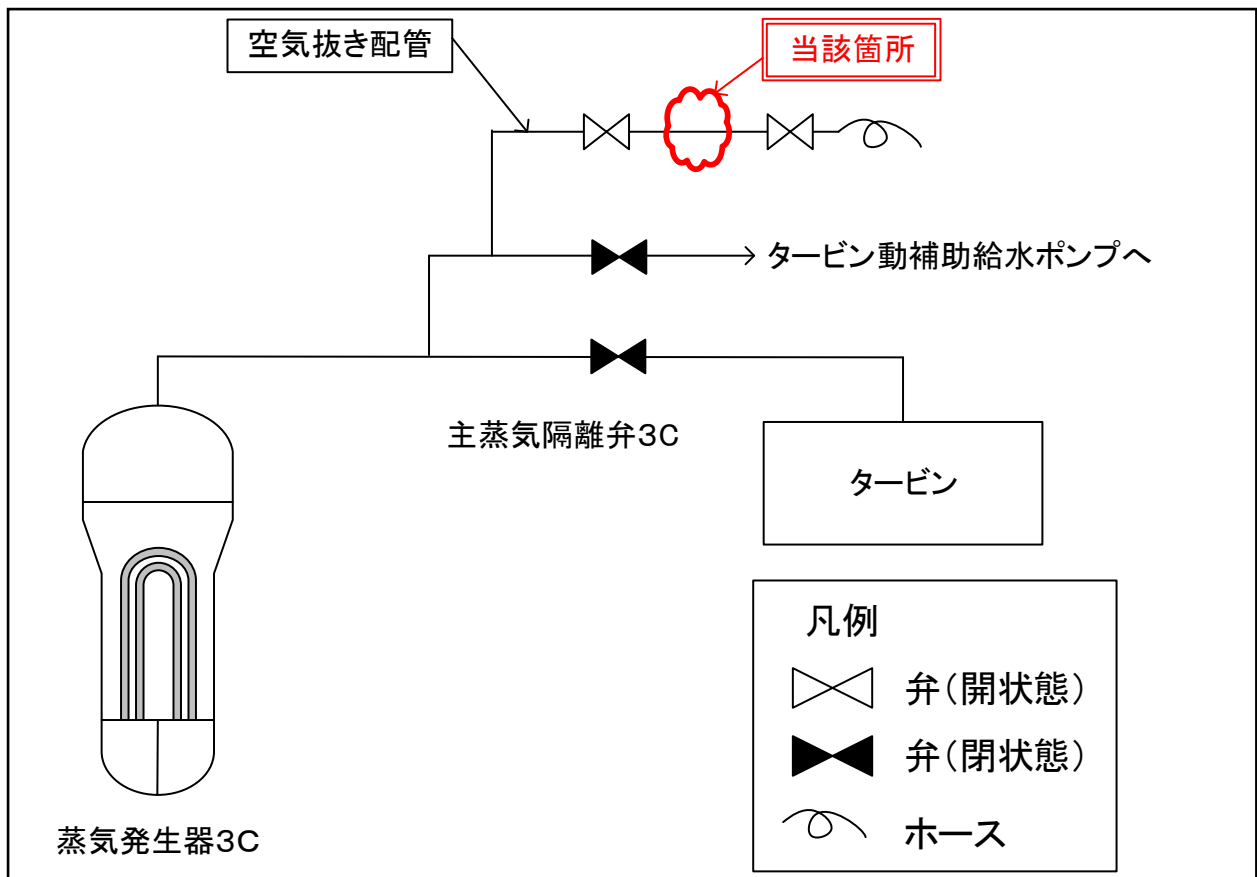 空気抜き配管
当該箇所
タービン動補助給水ポンプへ
主蒸気隔離弁3C
タービン
蒸気発生器3C
凡例
弁（開状態）
弁（閉状態）
ホース